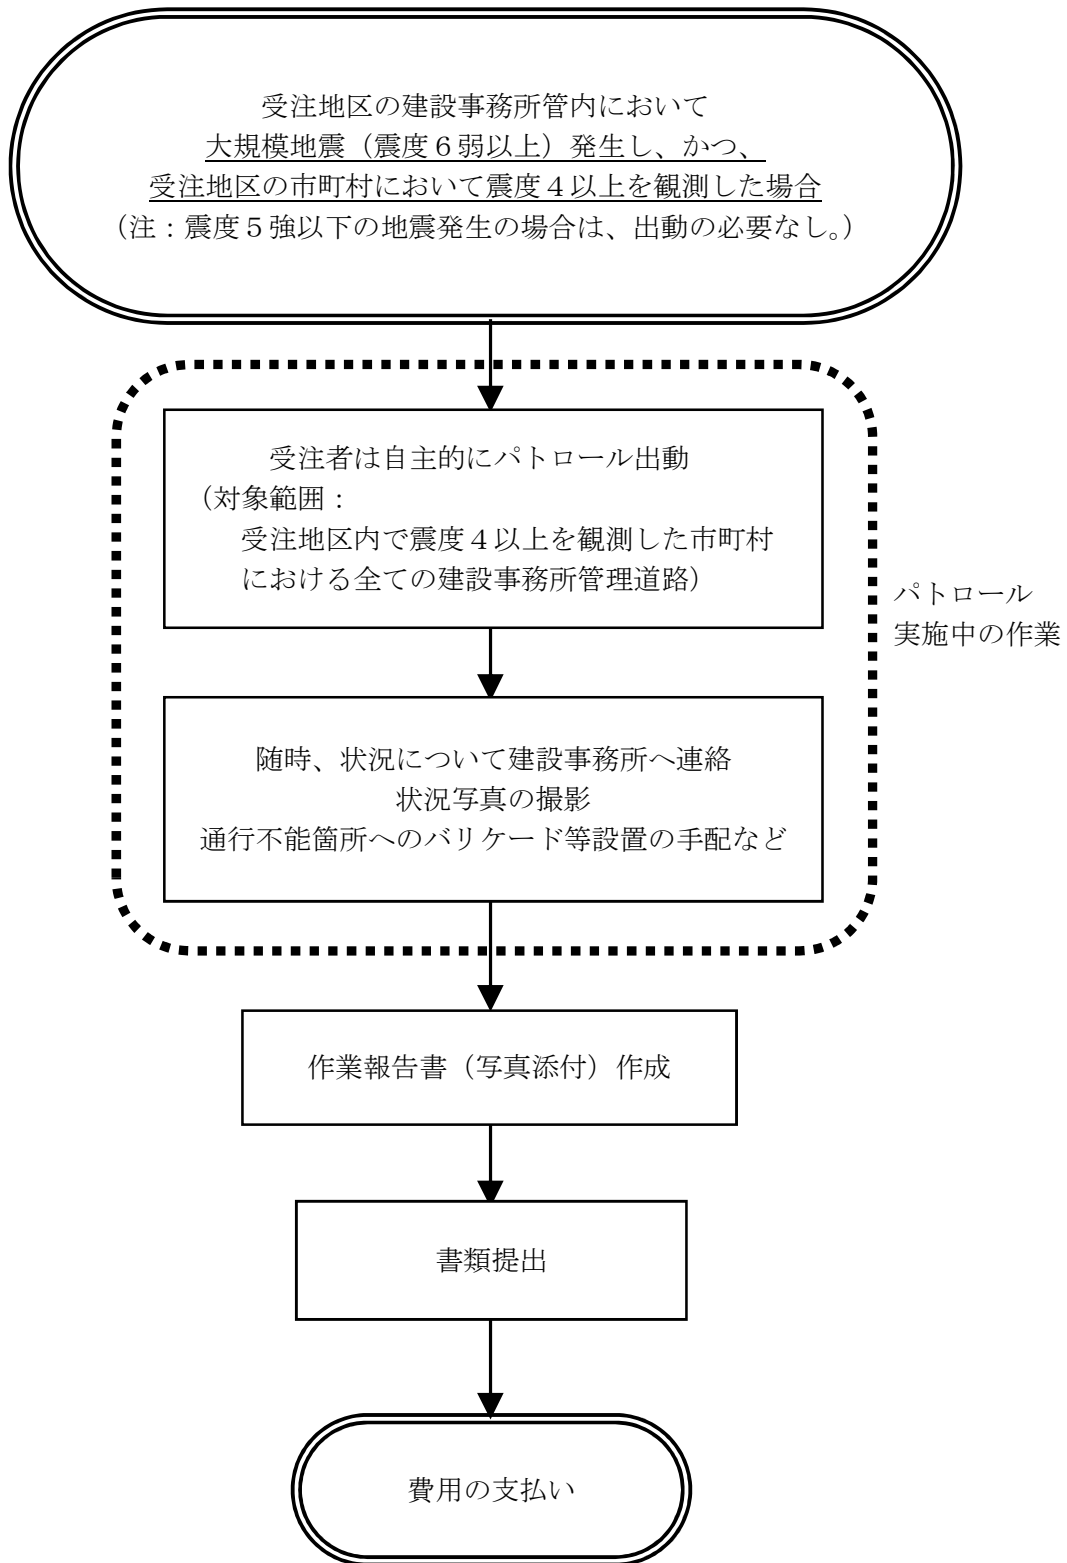 受注地区の建設事務所管内において
大規模地震（震度６弱以上）発生し、かつ、
受注地区の市町村において震度４以上を観測した場合
（注：震度５強以下の地震発生の場合は、出動の必要なし。）
受注者は自主的にパトロール出動
（対象範囲：
受注地区内で震度４以上を観測した市町村
における全ての建設事務所管理道路）
パトロール
実施中の作業
随時、状況について建設事務所へ連絡
状況写真の撮影
通行不能箇所へのバリケード等設置の手配など
作業報告書（写真添付）作成
書類提出
費用の支払い